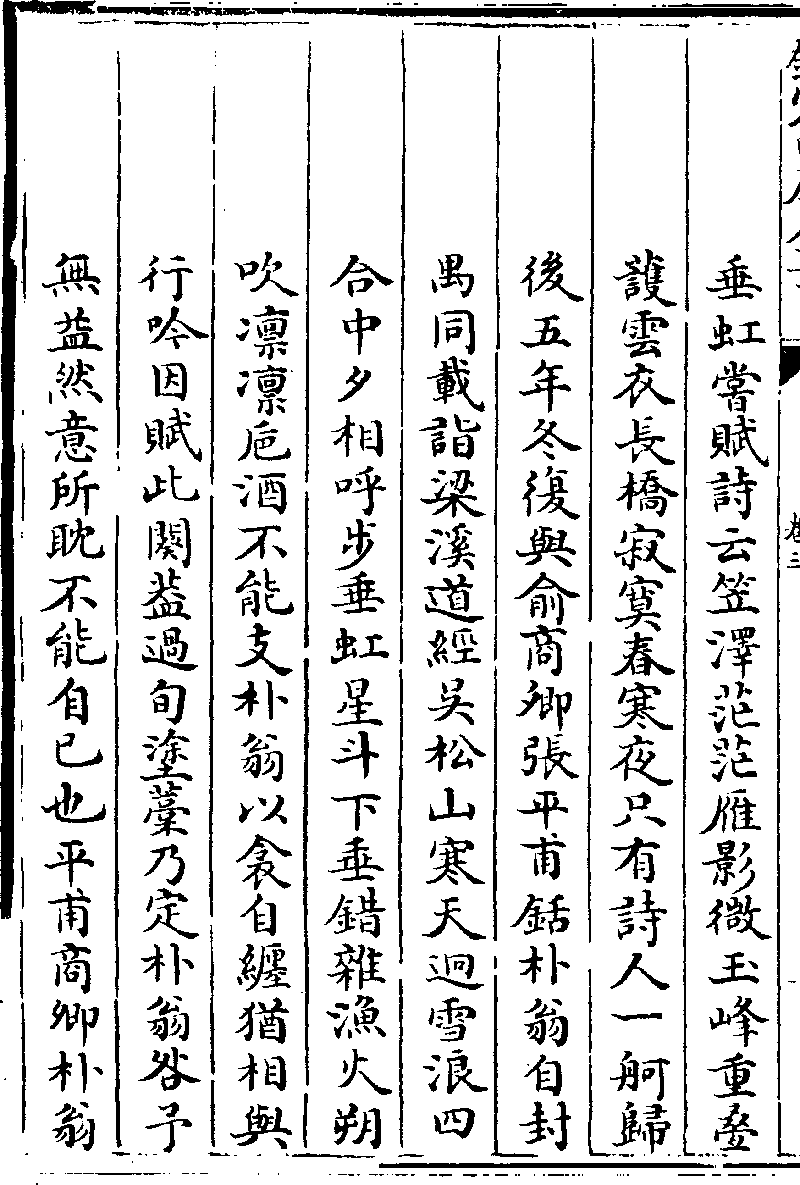 垂虹嘗賦詩云笠澤茫茫雁影微玉峰重疊
護雲衣長橋寂寞春寒夜只有詩人一舸歸
後五年冬復與俞商卿張平甫銛朴翁自封
禺同載詣梁溪道經吳松山寒天迥雪浪四
合中夕相呼步垂虹星斗下垂錯雜漁火朔
吹凛凛巵酒不能支朴翁以衾自纏猶相與
行吟因賦此闋葢過旬塗藁乃定朴翁咎予
無益然意所耽不能自已也平甫商卿朴翁